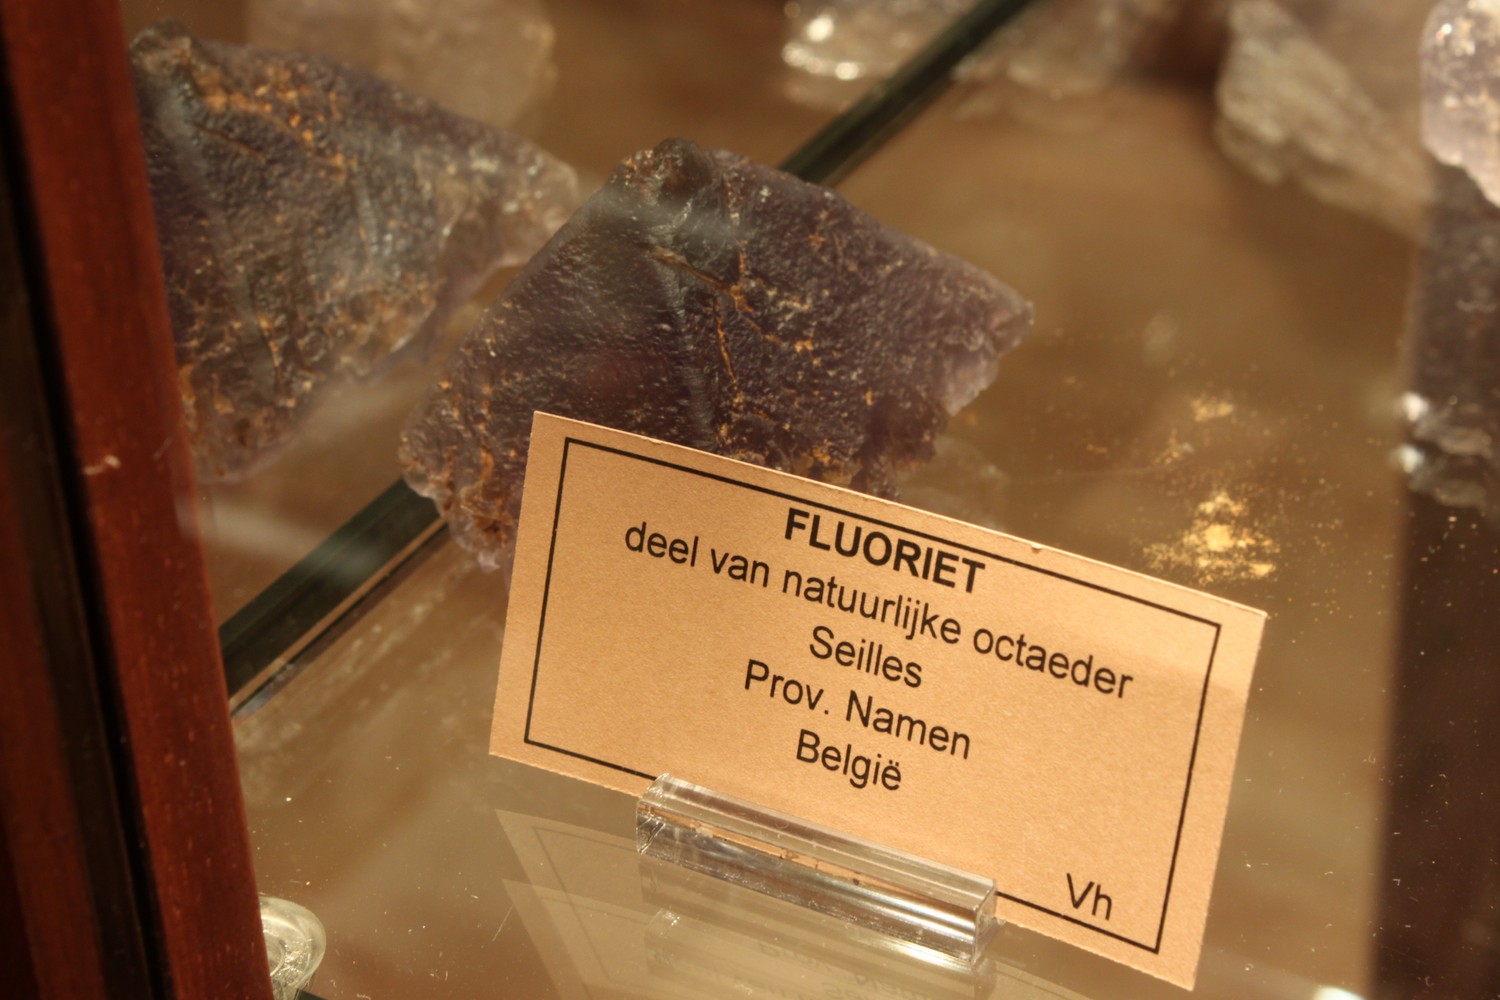 FLUORIET
deel van natuurlijke octaeder
Seilles
Prov. Namen
België
Vh